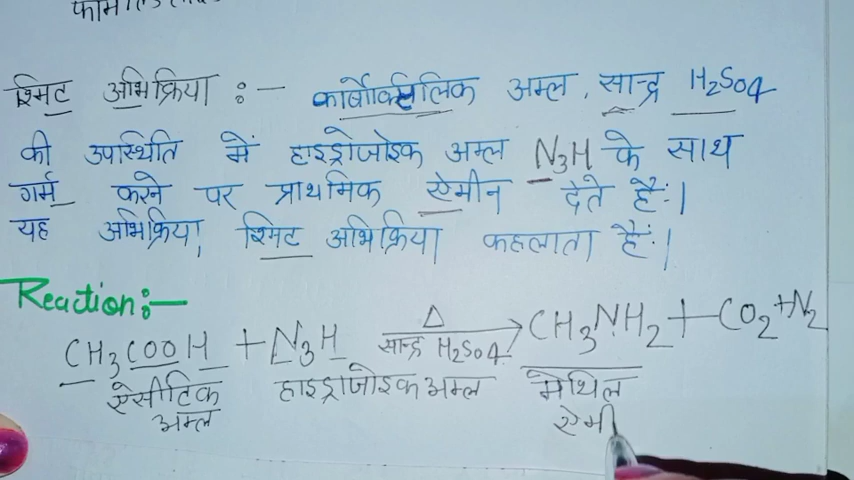 श्मिट अभिक्रिया :- कार्बोक्सिलिक अम्ल, सान्द्र H2SO4
की उपस्थिति में हाइड्रोजोइक अम्ल N3H के साथ
गर्म करने पर प्राथमिक ऐमीन देते है।
यह अभिक्रिया, श्मिट अभिक्रिया कहलाता है।
Reaction:-
CH3COOH + N3H Δ सान्द्र H2SO4 → CH3NH2 + CO2 + N2
ऐसीटिक हाइड्रोजोइक अम्ल मेथिल
अम्ल ऐमी